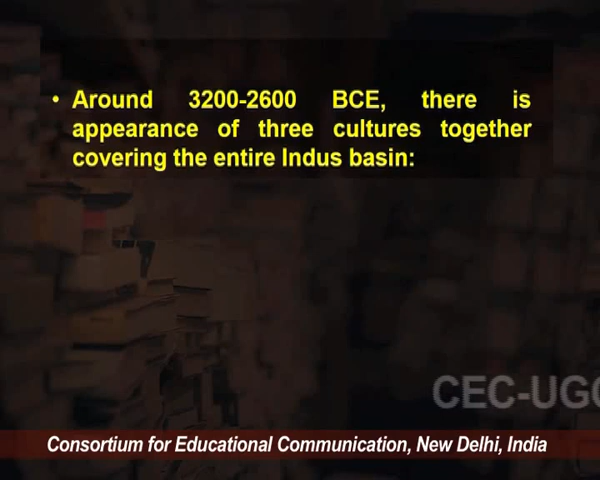 • Around 3200-2600 BCE, there is
appearance of three cultures together
covering the entire Indus basin:
CEC-UGC
Consortium for Educational Communication, New Delhi, India